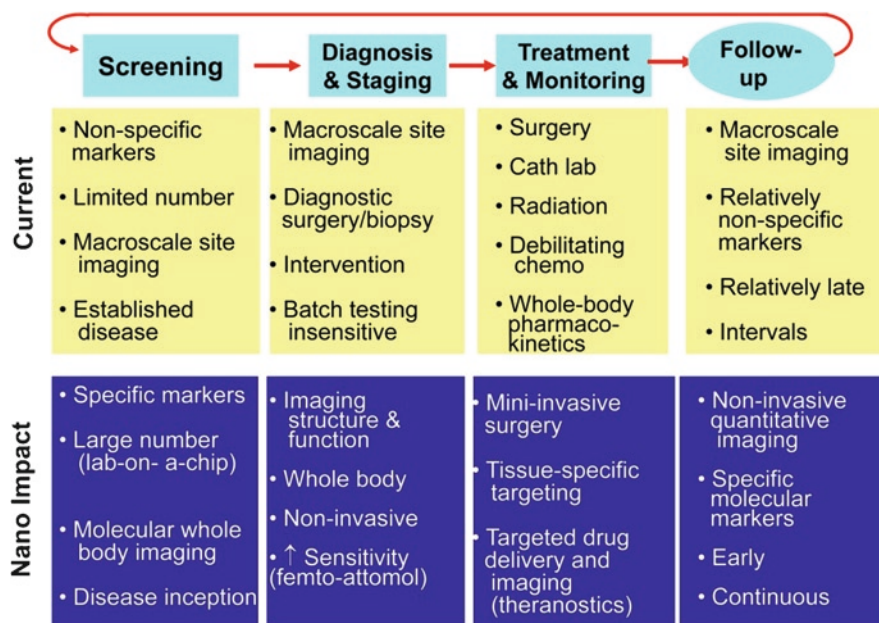 Screening
Diagnosis
& Staging
Treatment
& Monitoring
Follow-
up
Current
• Non-specific
markers
• Limited number
• Macroscale site
imaging
• Established
disease
• Macroscale site
imaging
• Diagnostic
surgery/biopsy
• Intervention
• Batch testing
insensitive
• Surgery
• Cath lab
• Radiation
• Debilitating
chemo
• Whole-body
pharmaco-
kinetics
• Macroscale
site imaging
• Relatively
non-specific
markers
• Relatively late
• Intervals
Nano Impact
• Specific markers
• Large number
(lab-on- a-chip)
• Molecular whole
body imaging
• Disease inception
• Imaging
structure &
function
• Whole body
• Non-invasive
• ↑ Sensitivity
(femto-attomol)
• Mini-invasive
surgery
• Tissue-specific
targeting
• Targeted drug
delivery and
imaging
(theranostics)
• Non-invasive
quantitative
imaging
• Specific
molecular
markers
• Early
• Continuous